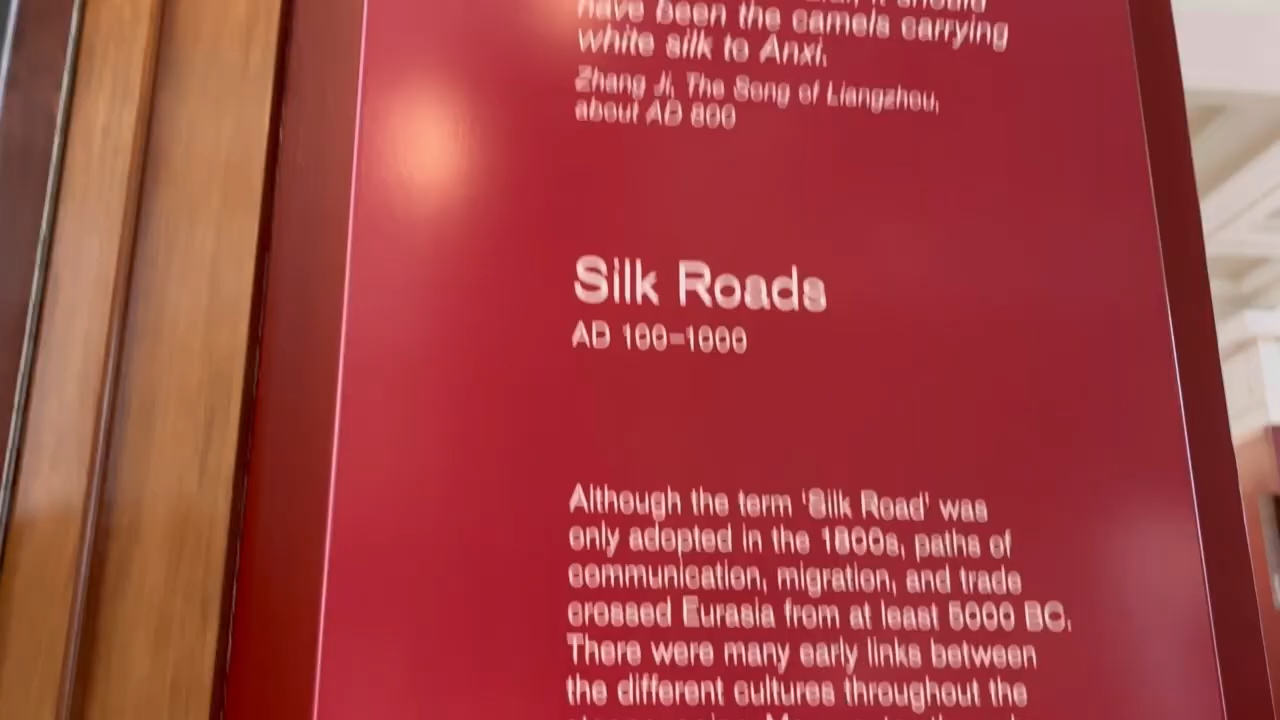 it should
have been the camels carrying
white silk to Anxi.
Zhang Ji, The Song of Liangzhou,
about AD 800
Silk Roads
AD 100–1000
Although the term ‘Silk Road’ was
only adopted in the 1800s, paths of
communication, migration, and trade
crossed Eurasia from at least 5000 BC.
There were many early links between
the different cultures throughout the